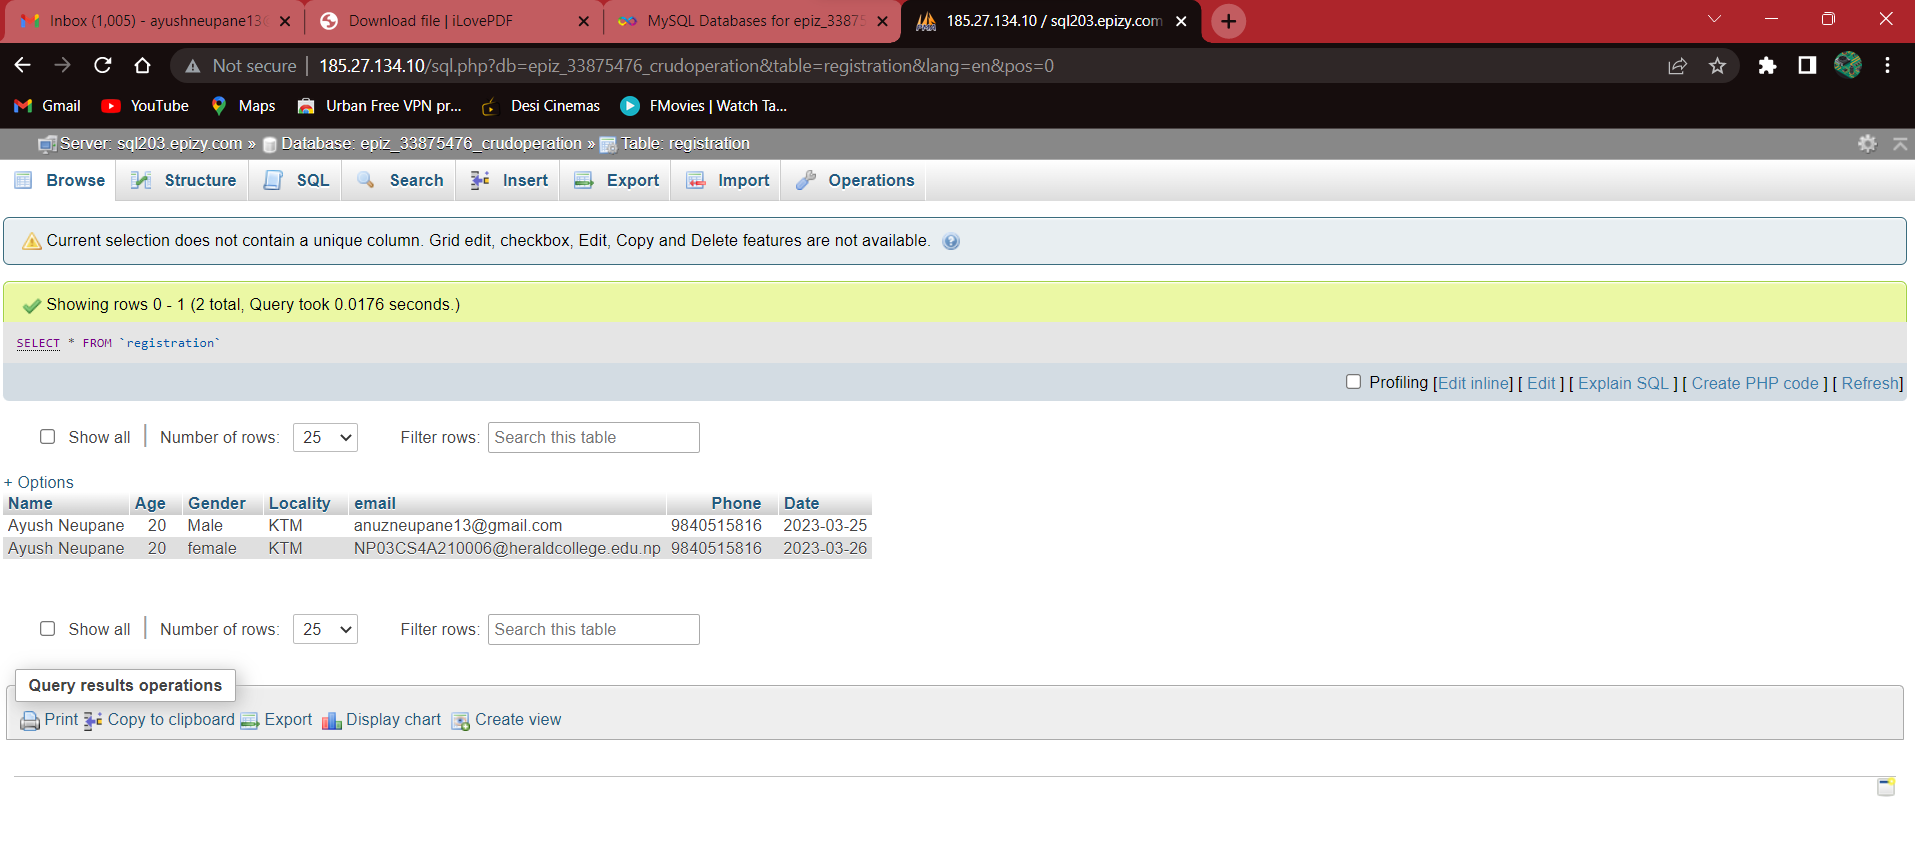 Inbox (1,005) - ayushneupane13
Download file | iLovePDF
MySQL Databases for epiz_33875
185.27.134.10 / sql203.epizy.com
Not secure | 185.27.134.10/sql.php?db=epiz_33875476_crudoperation&table=registration&lang=en&pos=0
Gmail YouTube Maps Urban Free VPN pr... Desi Cinemas FMovies | Watch Ta...
Server: sql203.epizy.com » Database: epiz_33875476_crudoperation » Table: registration
Browse Structure SQL Search Insert Export Import Operations
Current selection does not contain a unique column. Grid edit, checkbox, Edit, Copy and Delete features are not available.
Showing rows 0 - 1 (2 total, Query took 0.0176 seconds.)
SELECT * FROM `registration`
Profiling [Edit inline] [ Edit ] [ Explain SQL ] [ Create PHP code ] [ Refresh]
Show all | Number of rows: 25 Filter rows: Search this table
+ Options
Name Age Gender Locality email Phone Date
Ayush Neupane 20 Male KTM anuzneupane13@gmail.com 9840515816 2023-03-25
Ayush Neupane 20 female KTM NP03CS4A210006@heraldcollege.edu.np 9840515816 2023-03-26
Show all | Number of rows: 25 Filter rows: Search this table
Query results operations
Print Copy to clipboard Export Display chart Create view